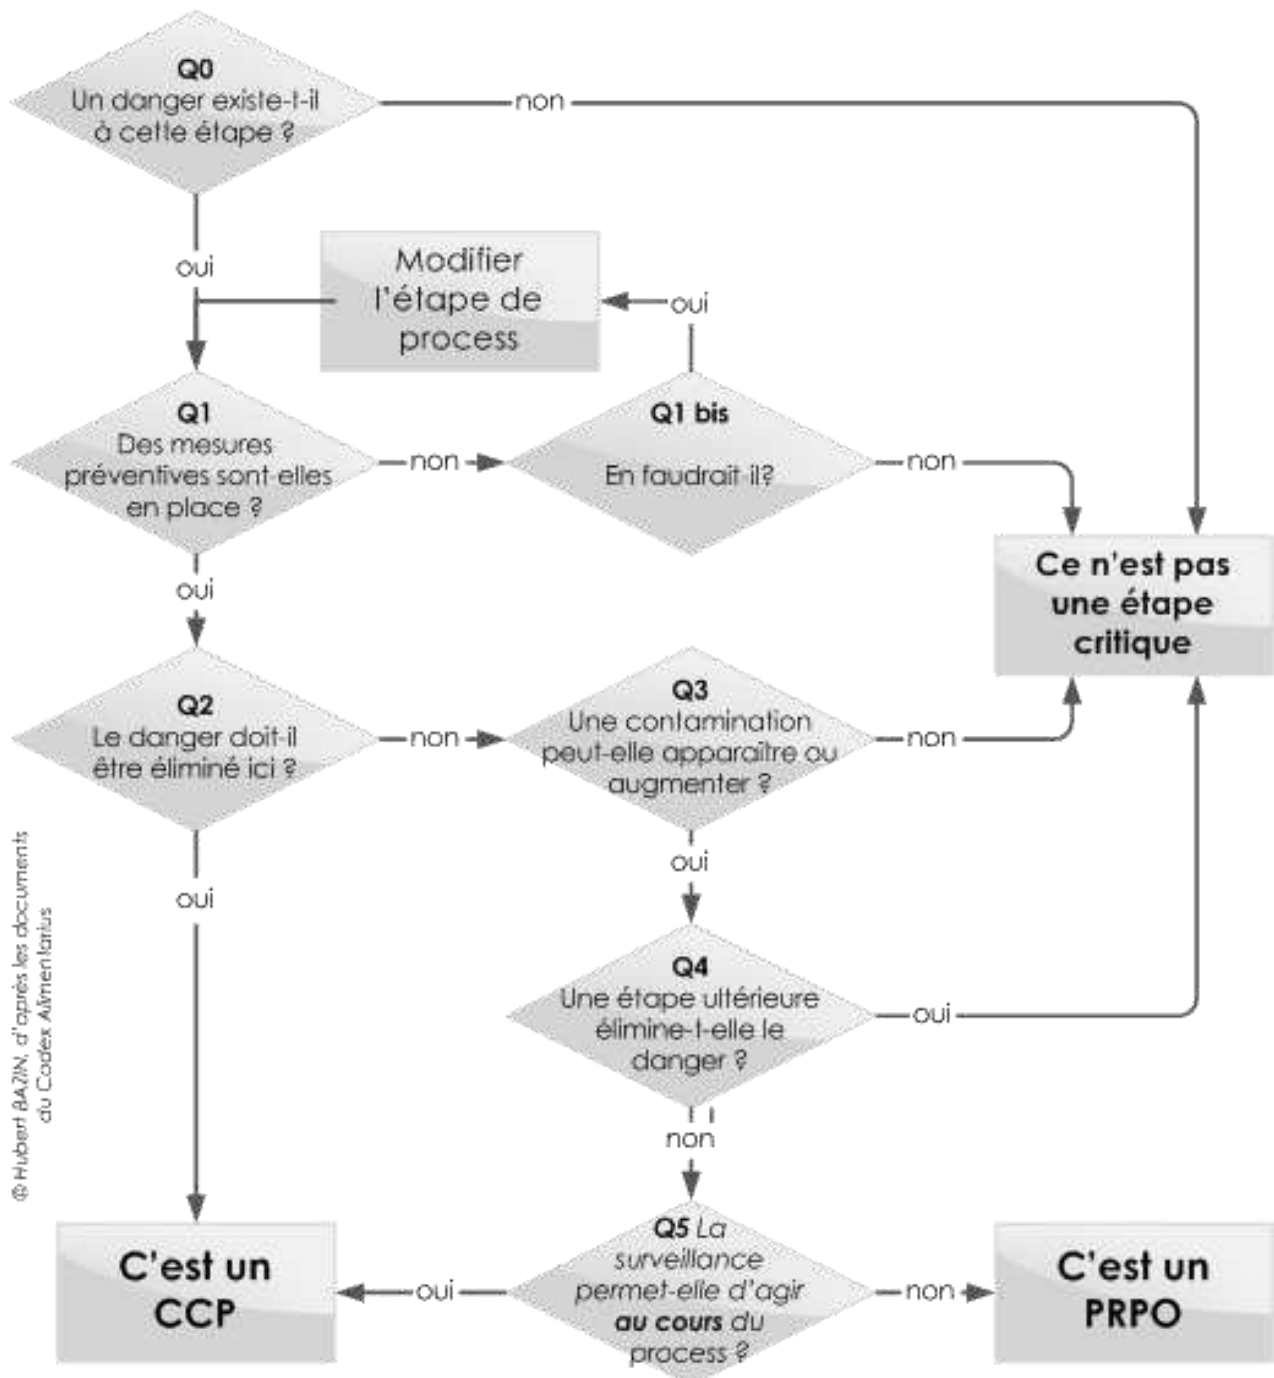 Q0
Un danger existe-t-il
à cette étape ?
non
oui
Modifier
l'étape de
process
oui
Q1
Des mesures
préventives sont-elles
en place ?
non
Q1 bis
En faudrait-il?
non
oui
Ce n'est pas
une étape
critique
Q2
Le danger doit-il
être éliminé ici ?
non
Q3
Une contamination
peut-elle apparaître ou
augmenter ?
non
oui
oui
Q4
Une étape ultérieure
élimine-t-elle le
danger ?
oui
non
C'est un
CCP
oui
Q5 La
surveillance
permet-elle d'agir
au cours du
process ?
non
C'est un
PRPO
© Hubert BAZIN, d'après les documents
du Codex Alimentarius